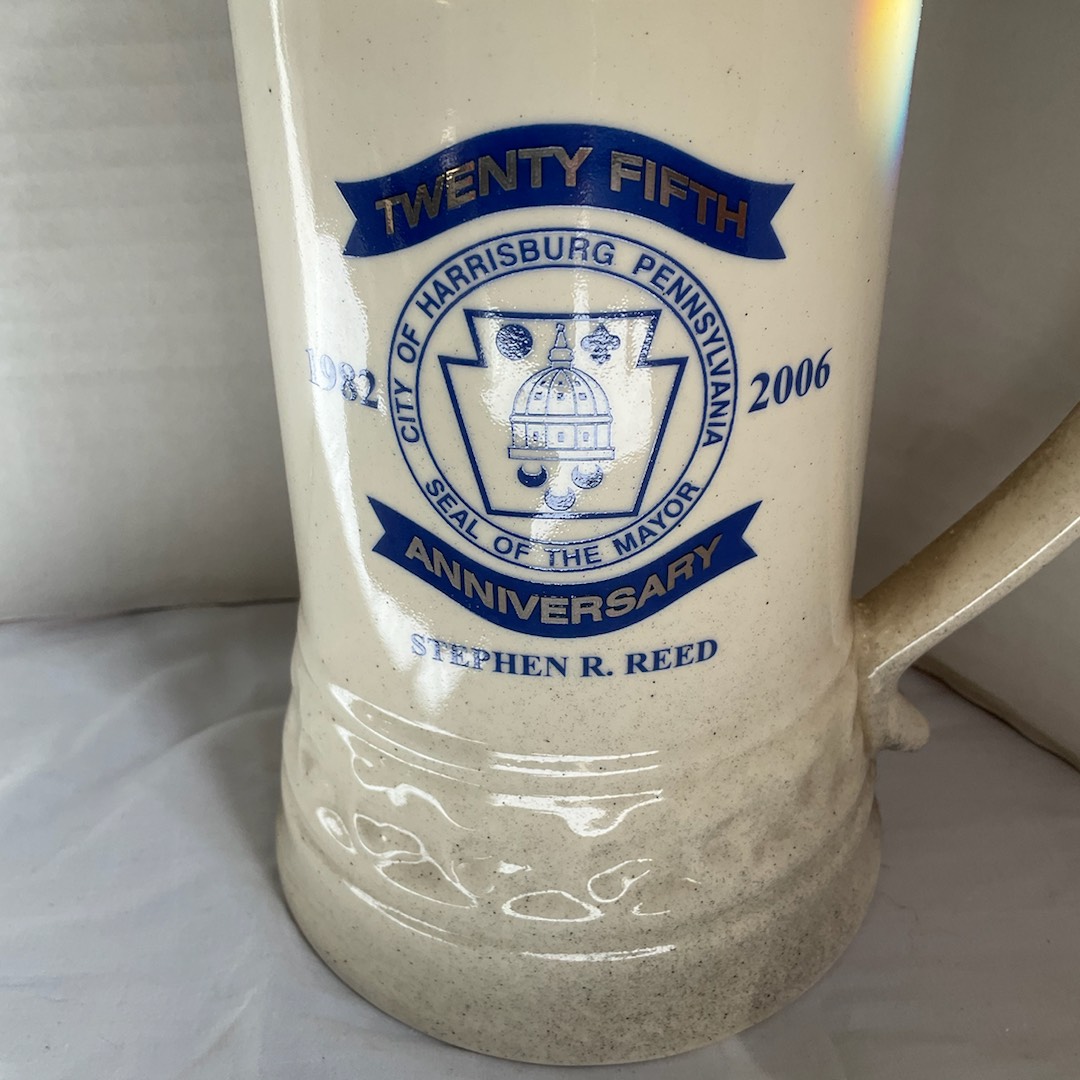 TWENTY FIFTH
CITY OF HARRISBURG PENNSYLVANIA
1982
2006
SEAL OF THE MAYOR
ANNIVERSARY
STEPHEN R. REED